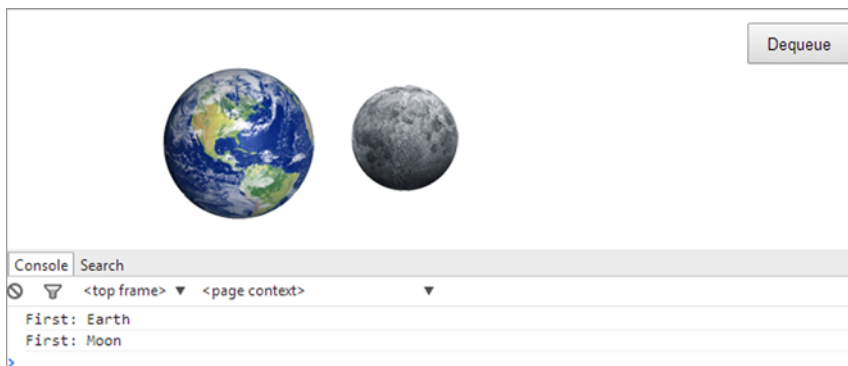 Dequeue
Console Search
<top frame> ▼ <page context> ▼
First: Earth
First: Moon
>